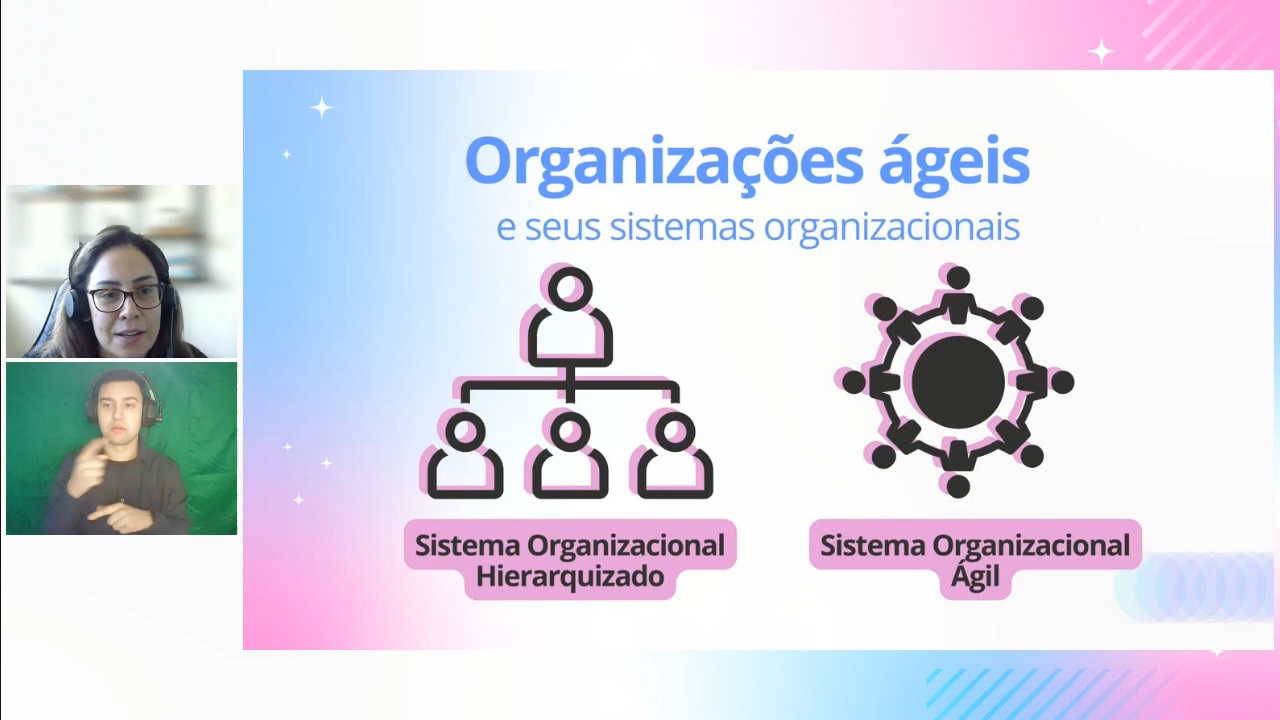 Organizações ágeis
e seus sistemas organizacionais
Sistema Organizacional
Hierarquizado
Sistema Organizacional
Ágil